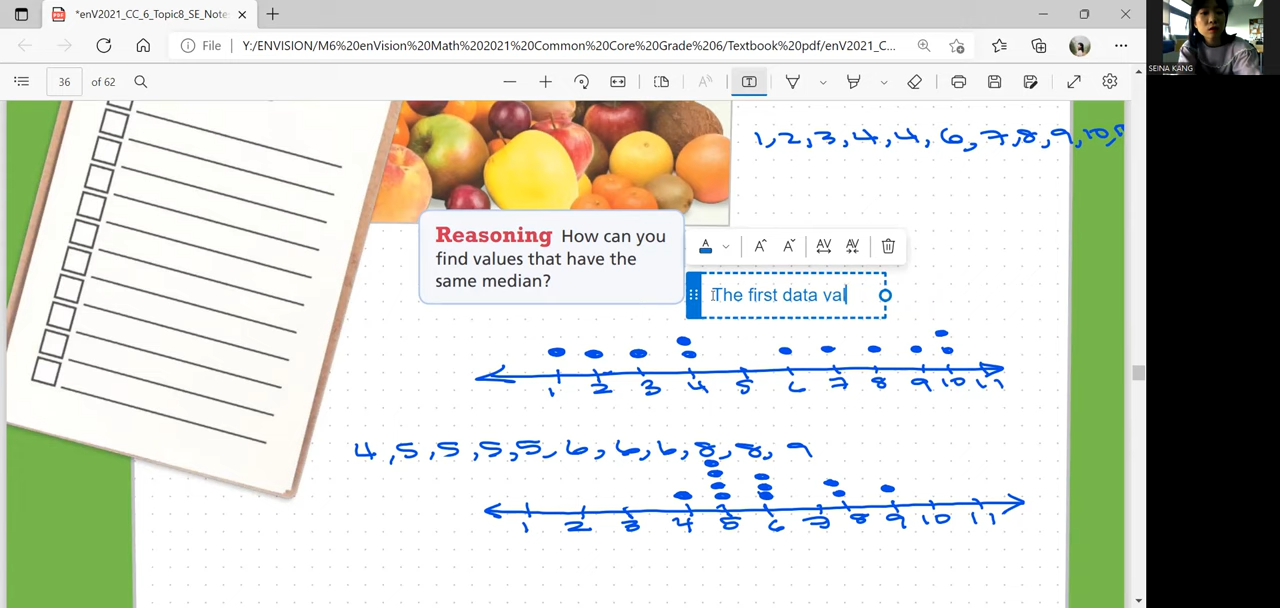 *enV2021_CC_6_Topic8_SE_Note
File
Y:/ENVISION/M6%20enVision%20Math%202021%20Common%20Core%20Grade%206/Textbook%20pdf/enV2021_C...
SEINA KANG
36 of 62
1, 2, 3, 4, 4, 6, 7, 8, 9, 10,
Reasoning How can you
find values that have the
same median?
The first data val
1 2 3 4 5 6 7 8 9 10 11
4, 5, 5, 5, 5, 6, 6, 6, 8, 8, 9
1 2 3 4 5 6 7 8 9 10 11